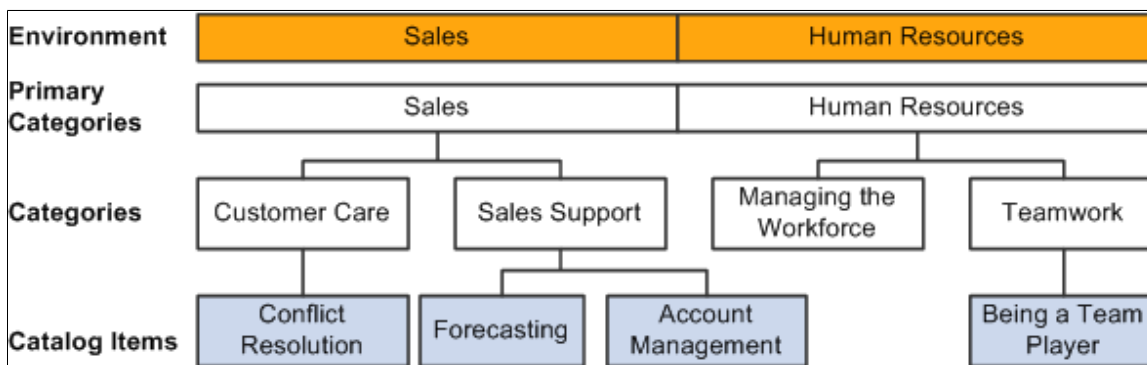 Environment
Sales
Human Resources
Primary
Categories
Sales
Human Resources
Categories
Customer Care
Sales Support
Managing the
Workforce
Teamwork
Catalog Items
Conflict
Resolution
Forecasting
Account
Management
Being a Team
Player